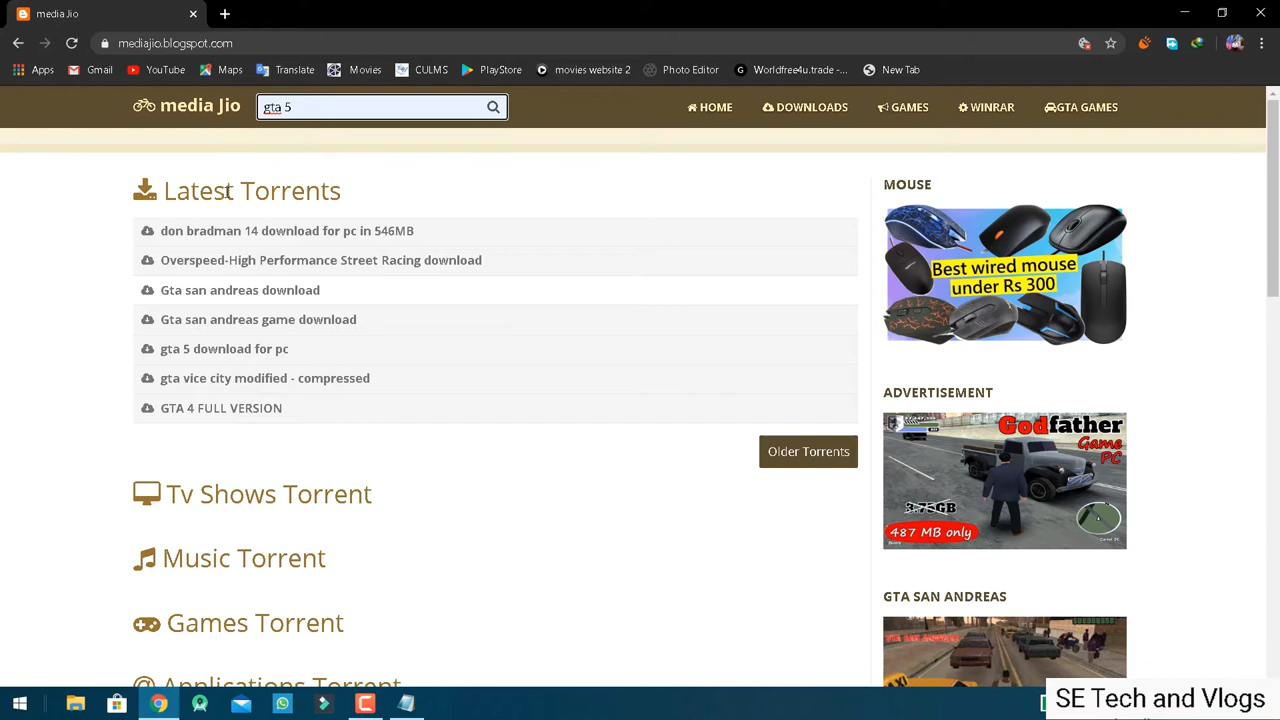 media Jio
mediajio.blogspot.com
Apps
Gmail
YouTube
Maps
Translate
Movies
CULMS
PlayStore
movies website 2
Photo Editor
Worldfree4u.trade -...
New Tab
media Jio
gta 5
HOME
DOWNLOADS
GAMES
WINRAR
GTA GAMES
Latest Torrents
don bradman 14 download for pc in 546MB
Overspeed-High Performance Street Racing download
Gta san andreas download
Gta san andreas game download
gta 5 download for pc
gta vice city modified - compressed
GTA 4 FULL VERSION
Older Torrents
Tv Shows Torrent
Music Torrent
Games Torrent
Applications Torrent
MOUSE
Best wired mouse
under Rs 300
ADVERTISEMENT
Godfather
Game
PC
3.75GB
487 MB only
GTA SAN ANDREAS
SE Tech and Vlogs